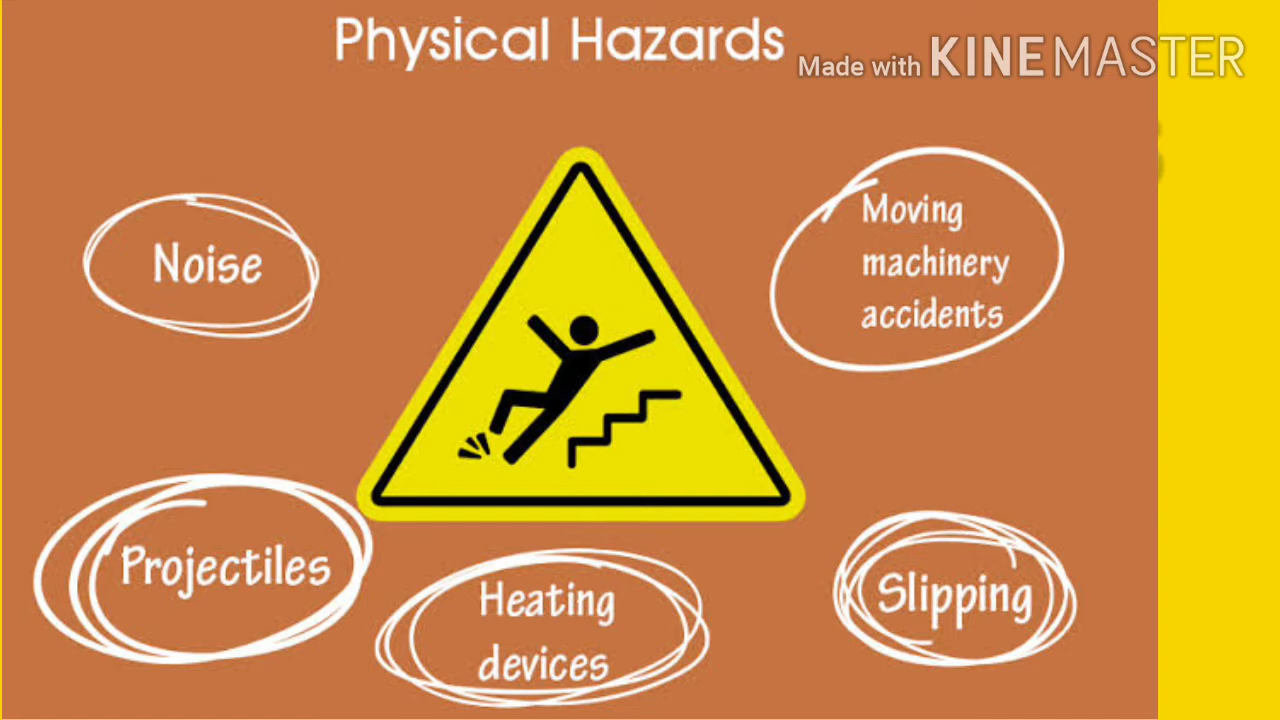 Physical Hazards
Made with KINEMASTER
Noise
Moving
machinery
accidents
Projectiles
Heating
devices
Slipping